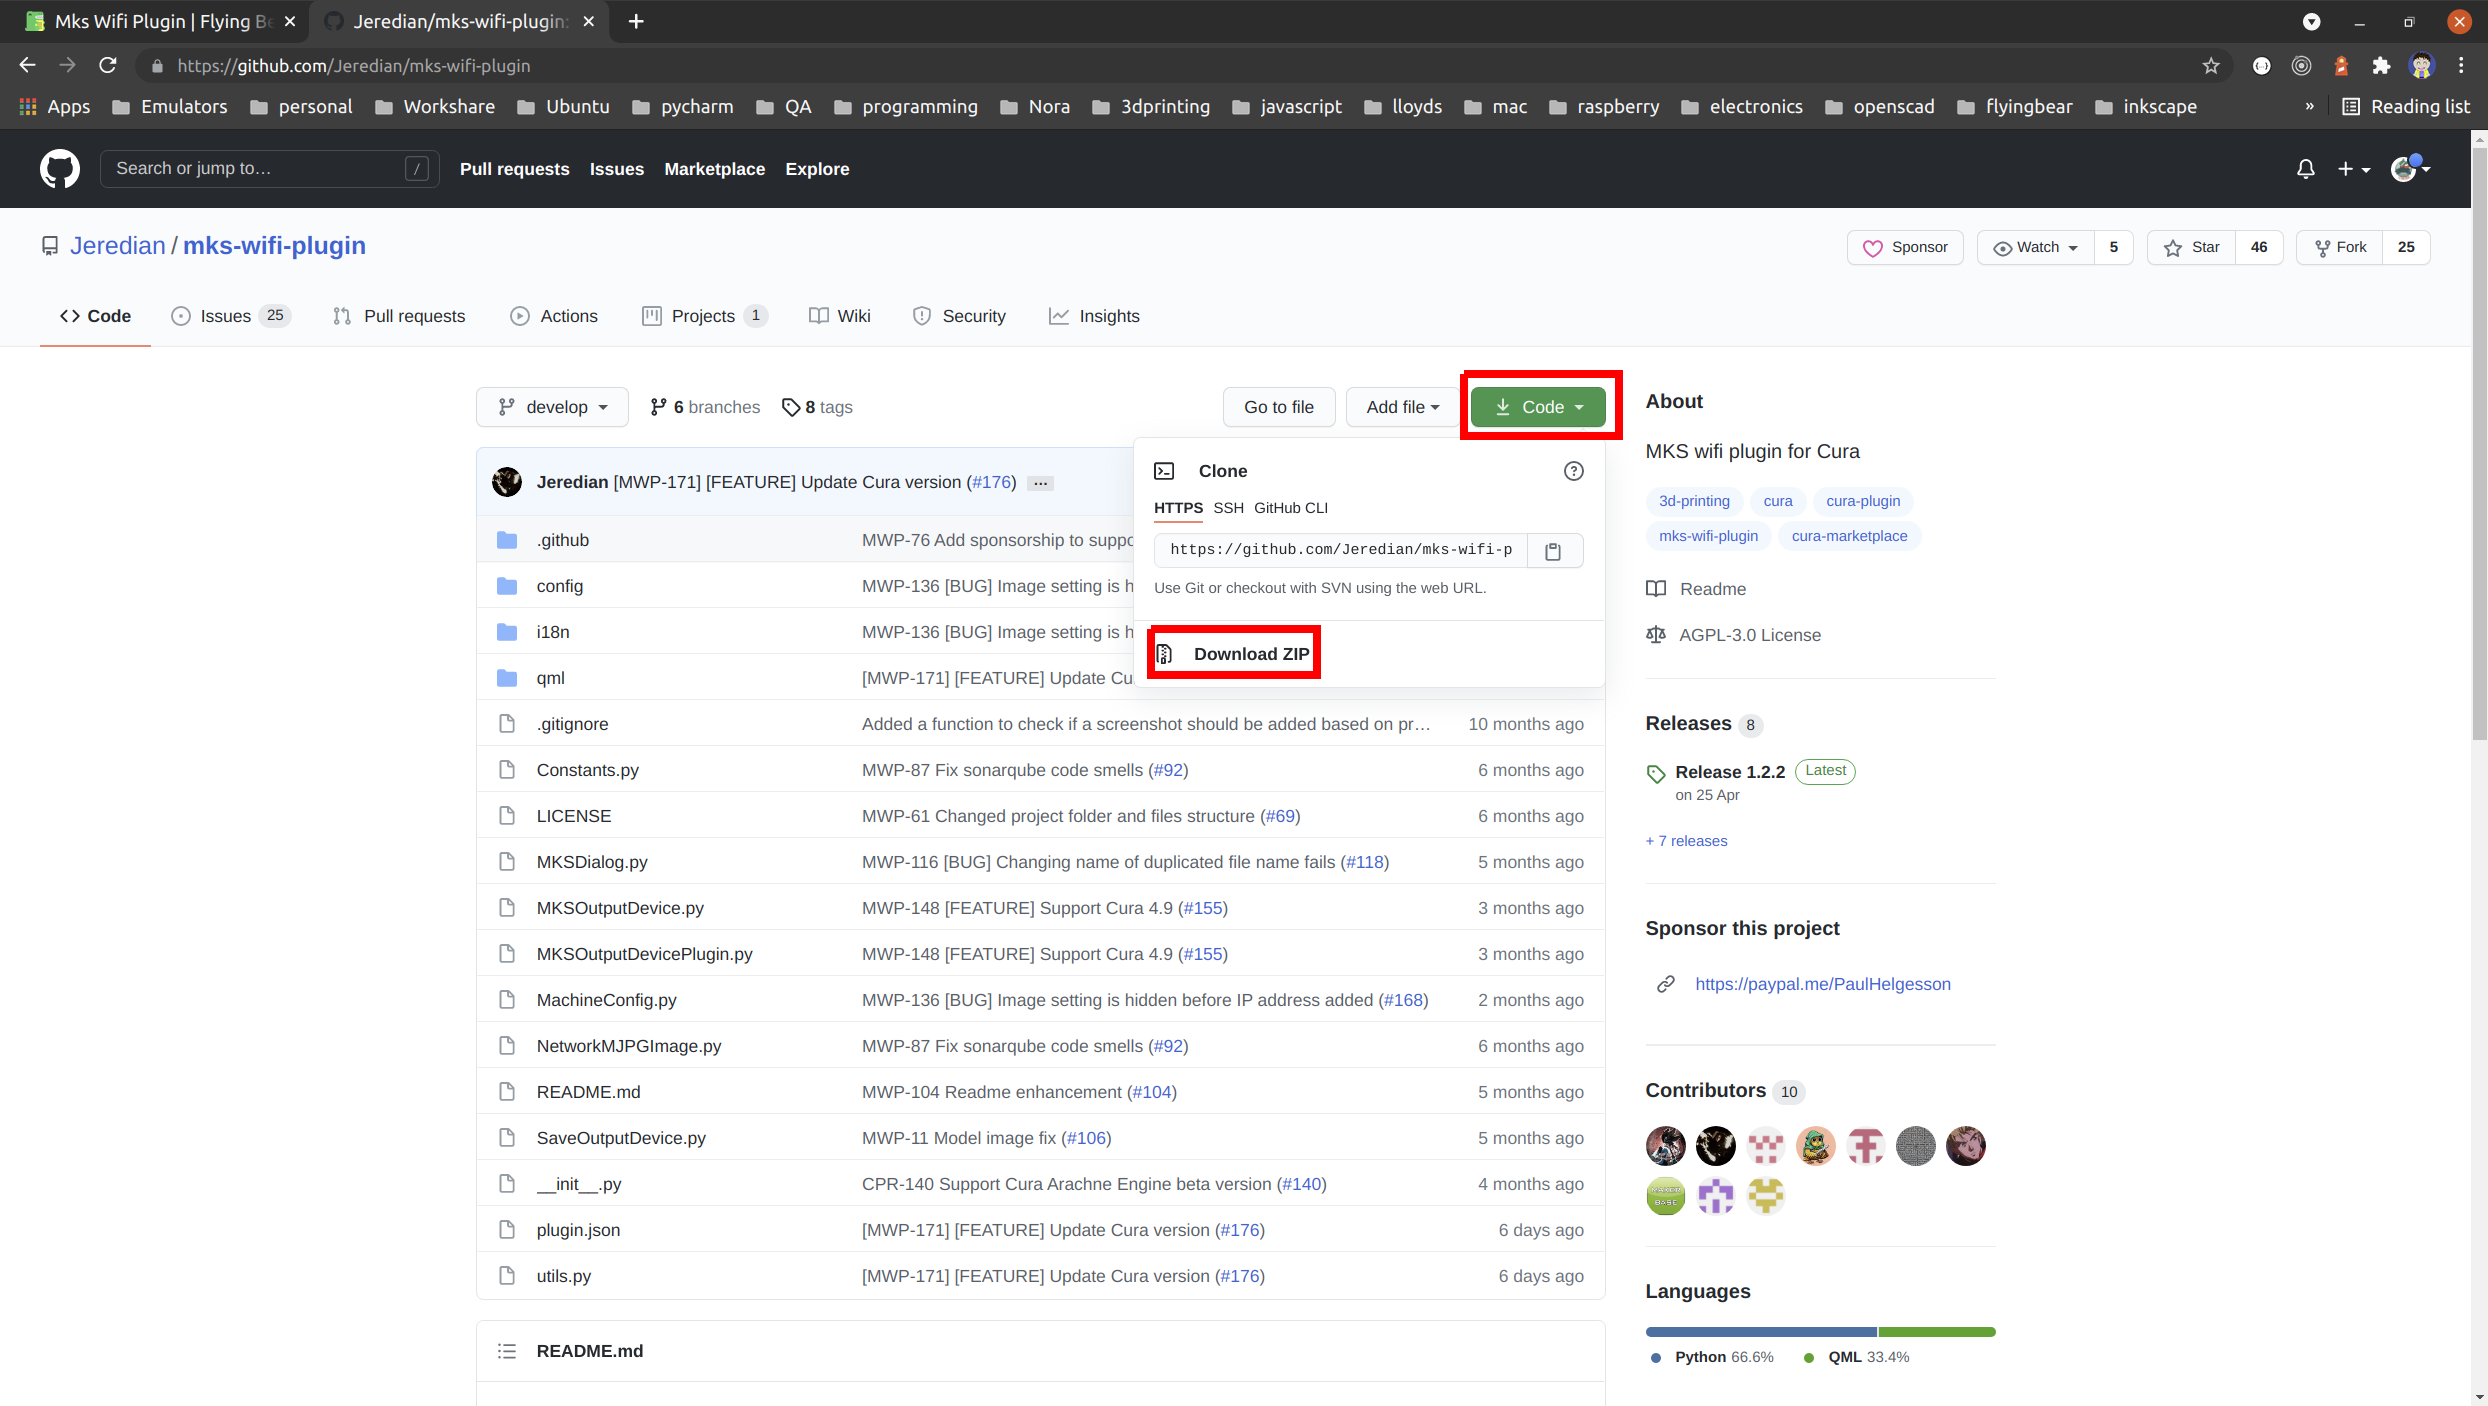 Mks Wifi Plugin | Flying Be
Jeredian/mks-wifi-plugin:
https://github.com/Jeredian/mks-wifi-plugin
Apps Emulators personal Workshare Ubuntu pycharm QA programming Nora 3dprinting javascript lloyds mac raspberry electronics openscad flyingbear inkscape » Reading list
Search or jump to… / Pull requests Issues Marketplace Explore
Jeredian / mks-wifi-plugin
Sponsor Watch 5 Star 46 Fork 25
Code Issues 25 Pull requests Actions Projects 1 Wiki Security Insights
develop 6 branches 8 tags Go to file Add file Code
Jeredian [MWP-171] [FEATURE] Update Cura version (#176) …
Clone
HTTPS SSH GitHub CLI
https://github.com/Jeredian/mks-wifi-p
Use Git or checkout with SVN using the web URL.
Download ZIP
.github MWP-76 Add sponsorship to suppo
config MWP-136 [BUG] Image setting is h
i18n MWP-136 [BUG] Image setting is h
qml [MWP-171] [FEATURE] Update Cu
.gitignore Added a function to check if a screenshot should be added based on pr… 10 months ago
Constants.py MWP-87 Fix sonarqube code smells (#92) 6 months ago
LICENSE MWP-61 Changed project folder and files structure (#69) 6 months ago
MKSDialog.py MWP-116 [BUG] Changing name of duplicated file name fails (#118) 5 months ago
MKSOutputDevice.py MWP-148 [FEATURE] Support Cura 4.9 (#155) 3 months ago
MKSOutputDevicePlugin.py MWP-148 [FEATURE] Support Cura 4.9 (#155) 3 months ago
MachineConfig.py MWP-136 [BUG] Image setting is hidden before IP address added (#168) 2 months ago
NetworkMJPGImage.py MWP-87 Fix sonarqube code smells (#92) 6 months ago
README.md MWP-104 Readme enhancement (#104) 5 months ago
SaveOutputDevice.py MWP-11 Model image fix (#106) 5 months ago
__init__.py CPR-140 Support Cura Arachne Engine beta version (#140) 4 months ago
plugin.json [MWP-171] [FEATURE] Update Cura version (#176) 6 days ago
utils.py [MWP-171] [FEATURE] Update Cura version (#176) 6 days ago
README.md
About
MKS wifi plugin for Cura
3d-printing cura cura-plugin
mks-wifi-plugin cura-marketplace
Readme
AGPL-3.0 License
Releases 8
Release 1.2.2 Latest
on 25 Apr
+ 7 releases
Sponsor this project
https://paypal.me/PaulHelgesson
Contributors 10
MAKER
BASE
Languages
Python 66.6% QML 33.4%